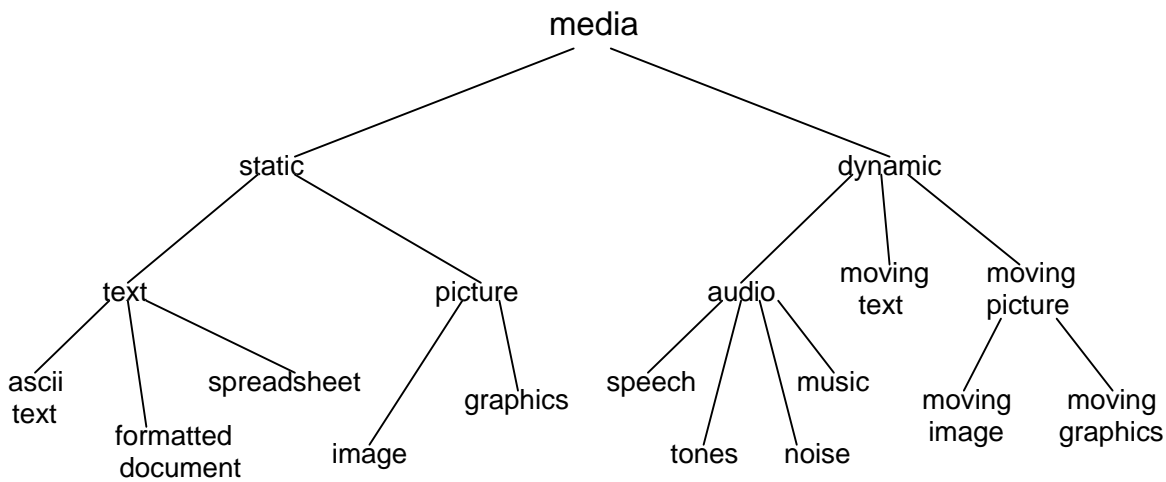 media
static
dynamic
text
picture
audio
moving
text
moving
picture
ascii
text
formatted
document
spreadsheet
image
graphics
speech
tones
noise
music
moving
image
moving
graphics